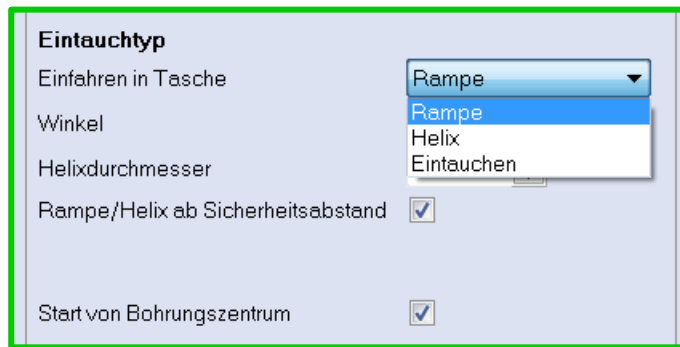 Eintauchtyp
Einfahren in Tasche Rampe
Rampe
Winkel
Helix
Eintauchen
Helixdurchmesser
Rampe/Helix ab Sicherheitsabstand
Start von Bohrungszentrum